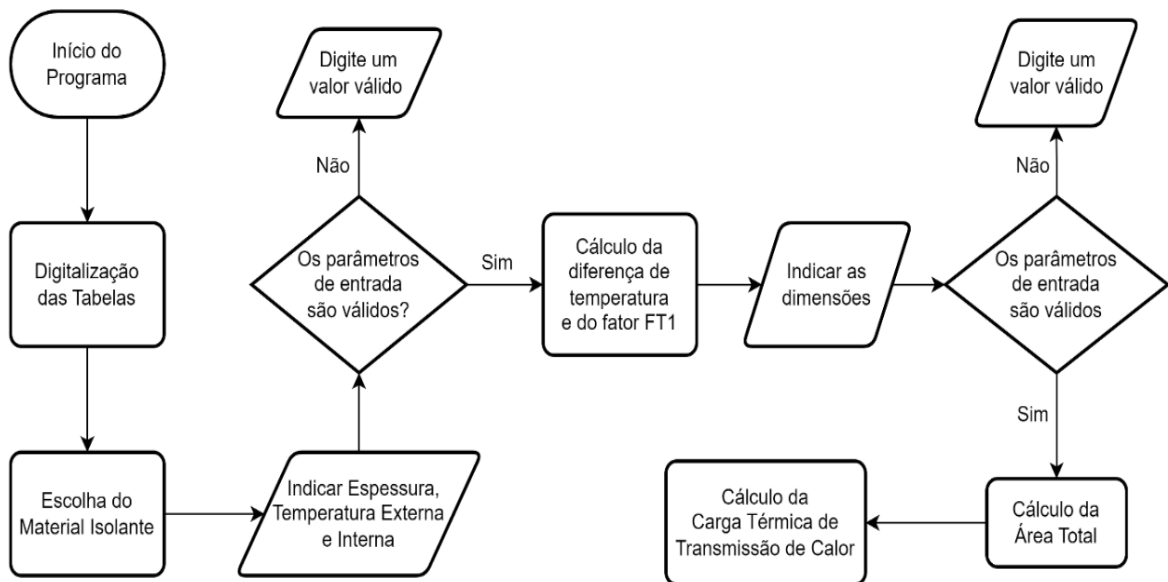 Início do
Programa
Digitalização
das Tabelas
Escolha do
Material Isolante
Indicar Espessura,
Temperatura Externa
e Interna
Os parâmetros
de entrada
são válidos?
Não
Digite um
valor válido
Sim
Cálculo da
diferença de
temperatura
e do fator FT1
Indicar as
dimensões
Os parâmetros
de entrada
são válidos
Não
Digite um
valor válido
Sim
Cálculo da
Área Total
Cálculo da
Carga Térmica de
Transmissão de Calor